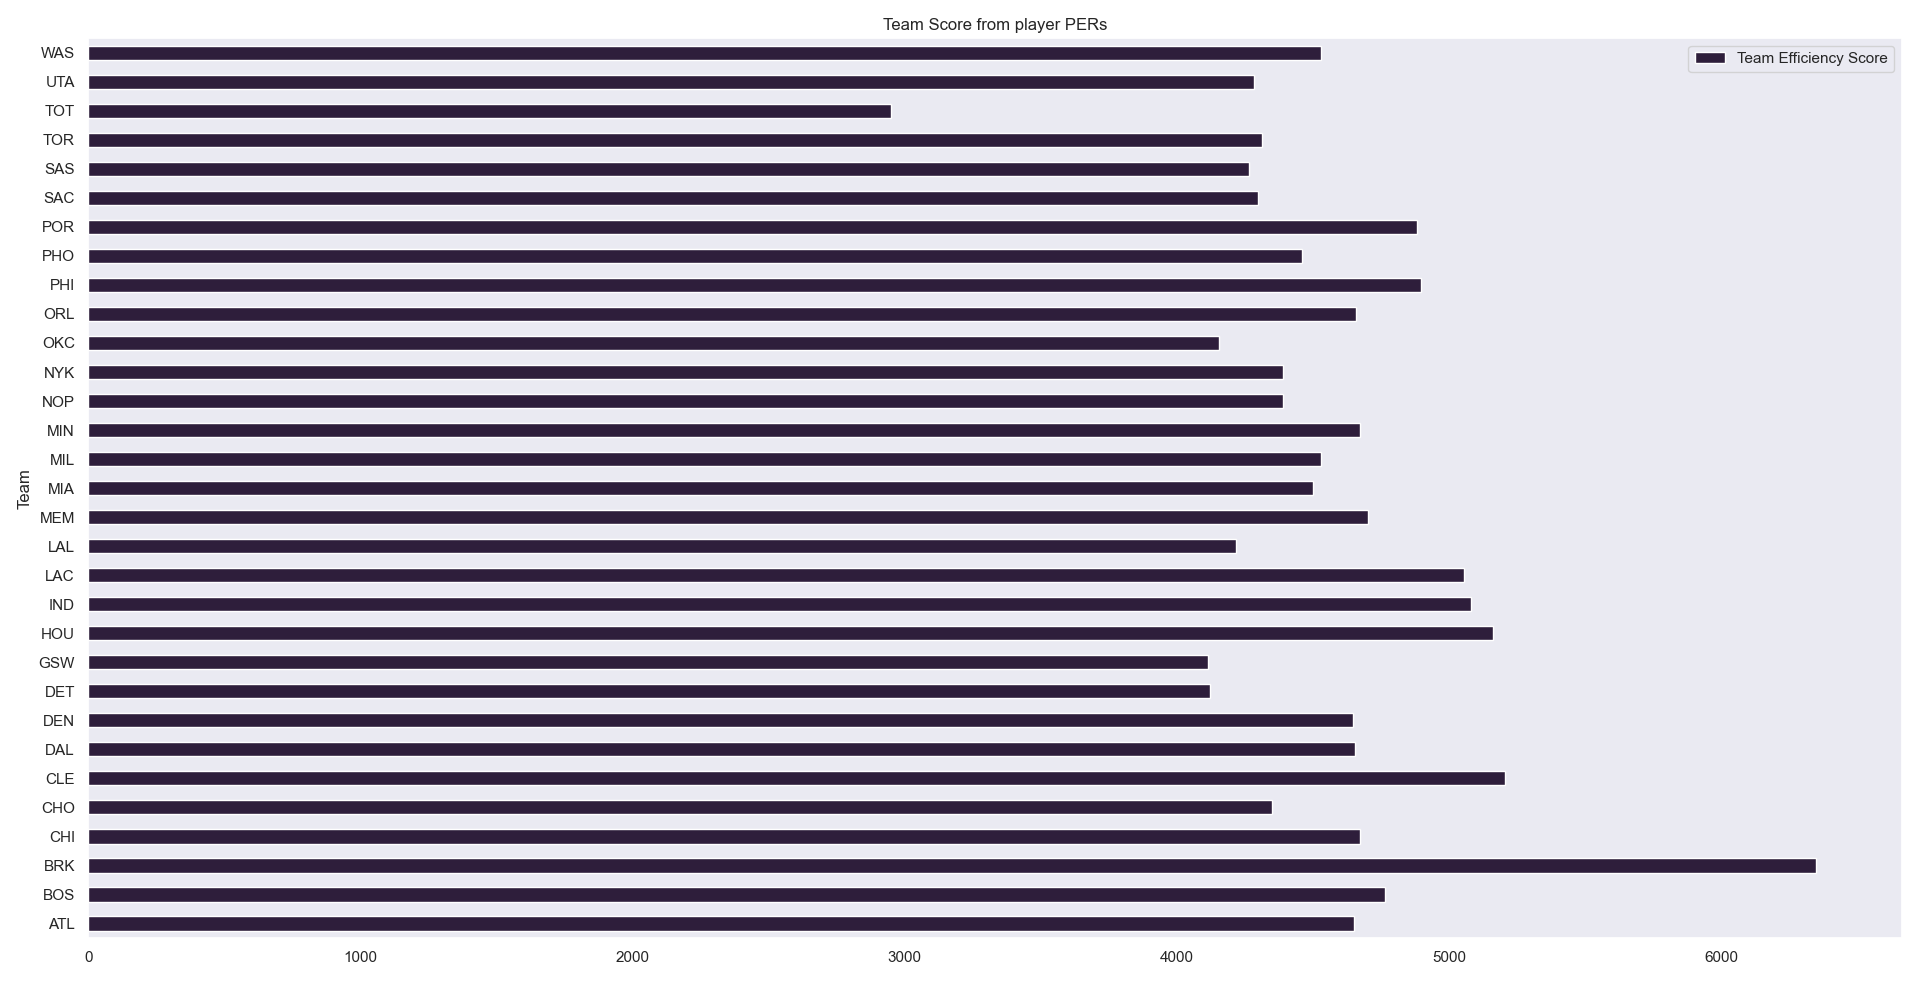 Team Score from player PERs
Team Efficiency Score
Team
WAS
UTA
TOT
TOR
SAS
SAC
POR
PHO
PHI
ORL
OKC
NYK
NOP
MIN
MIL
MIA
MEM
LAL
LAC
IND
HOU
GSW
DET
DEN
DAL
CLE
CHO
CHI
BRK
BOS
ATL
0 1000 2000 3000 4000 5000 6000